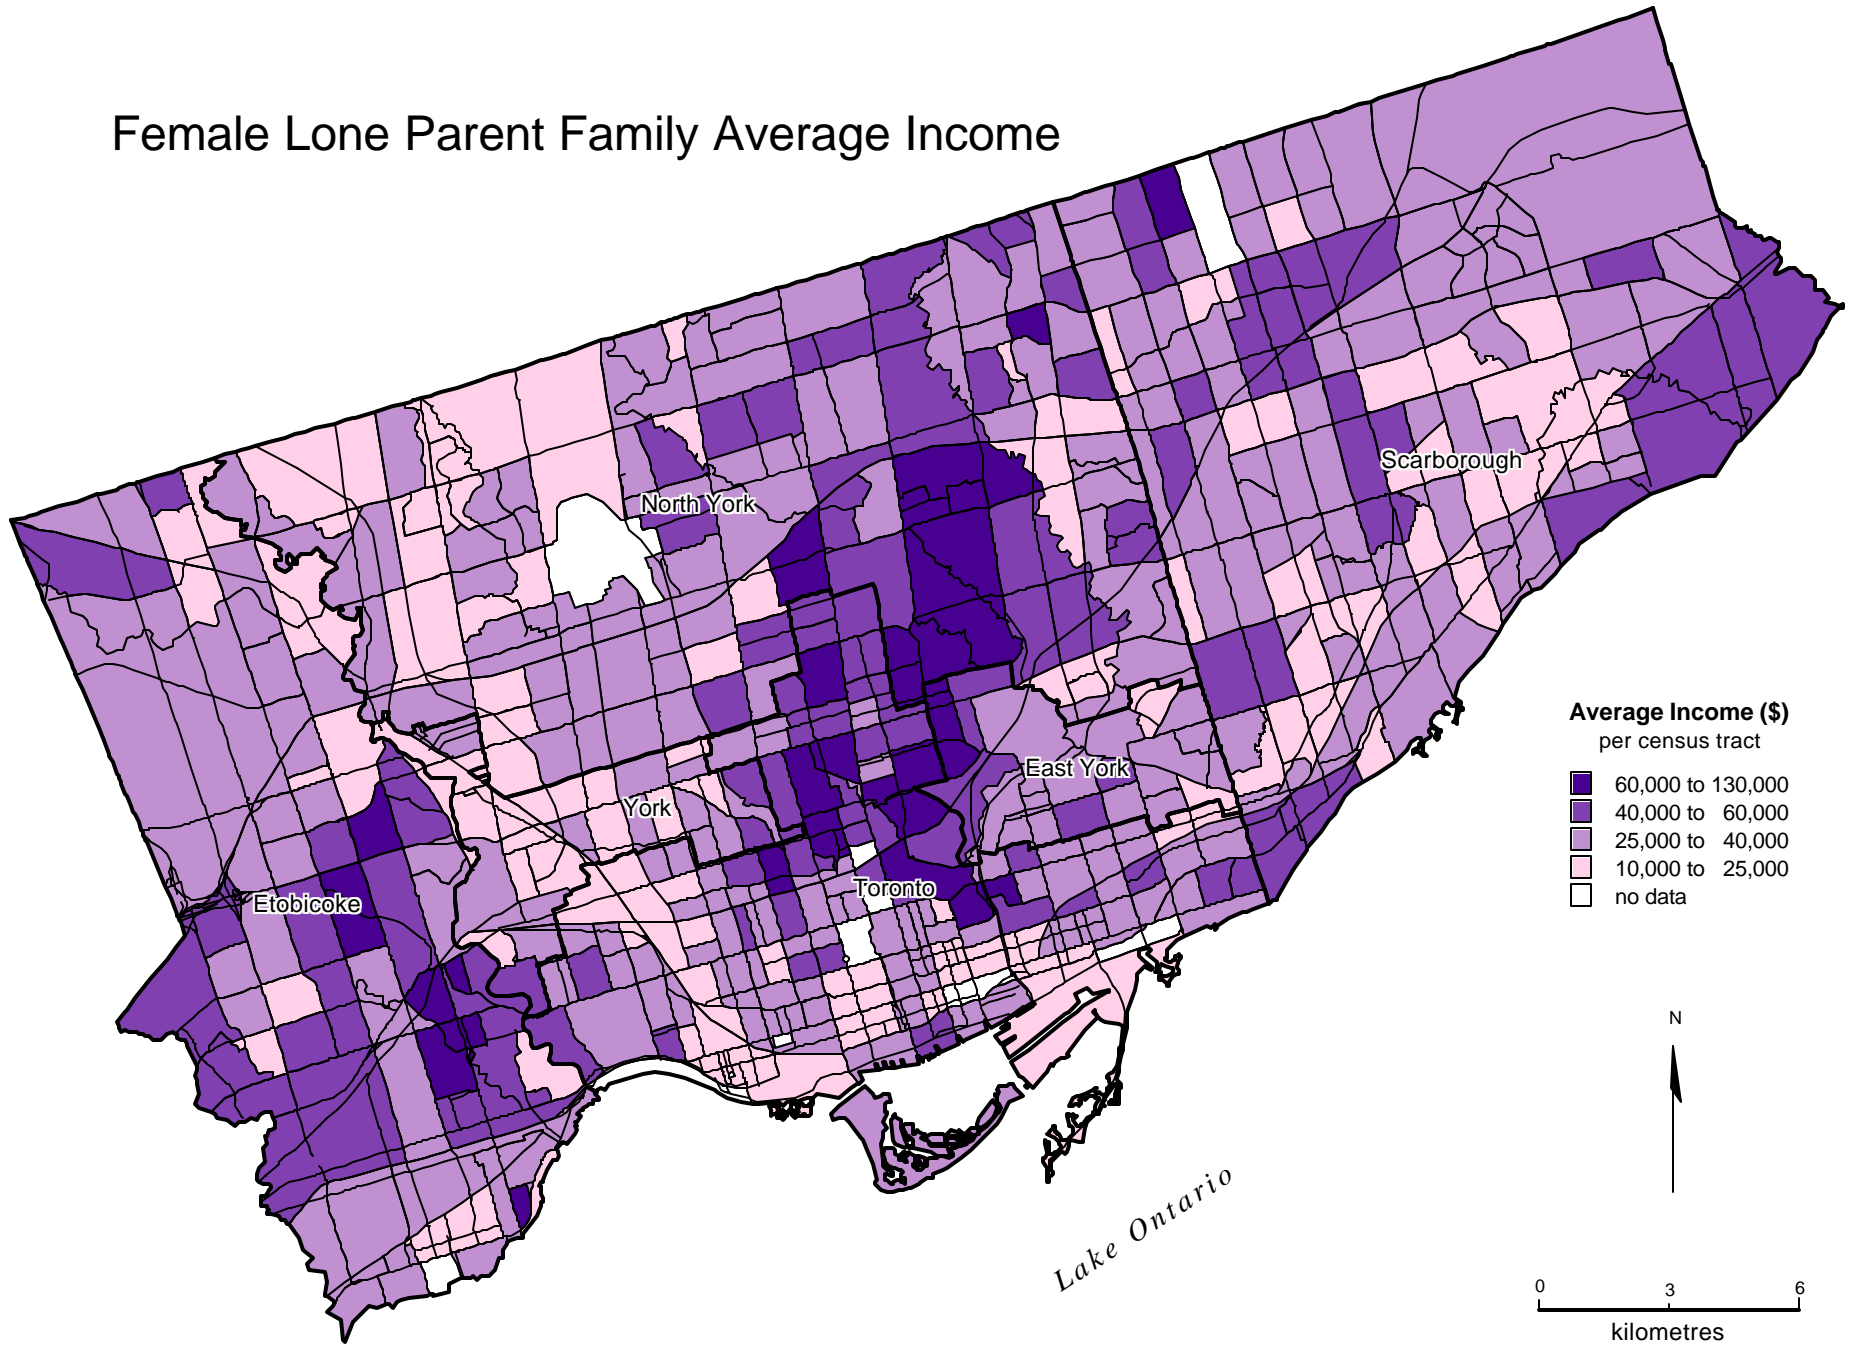 Female Lone Parent Family Average Income
North York
Scarborough
East York
York
Toronto
Etobicoke
Average Income ($)
per census tract
60,000 to 130,000
40,000 to 60,000
25,000 to 40,000
10,000 to 25,000
no data
N
Lake Ontario
0 3 6
kilometres